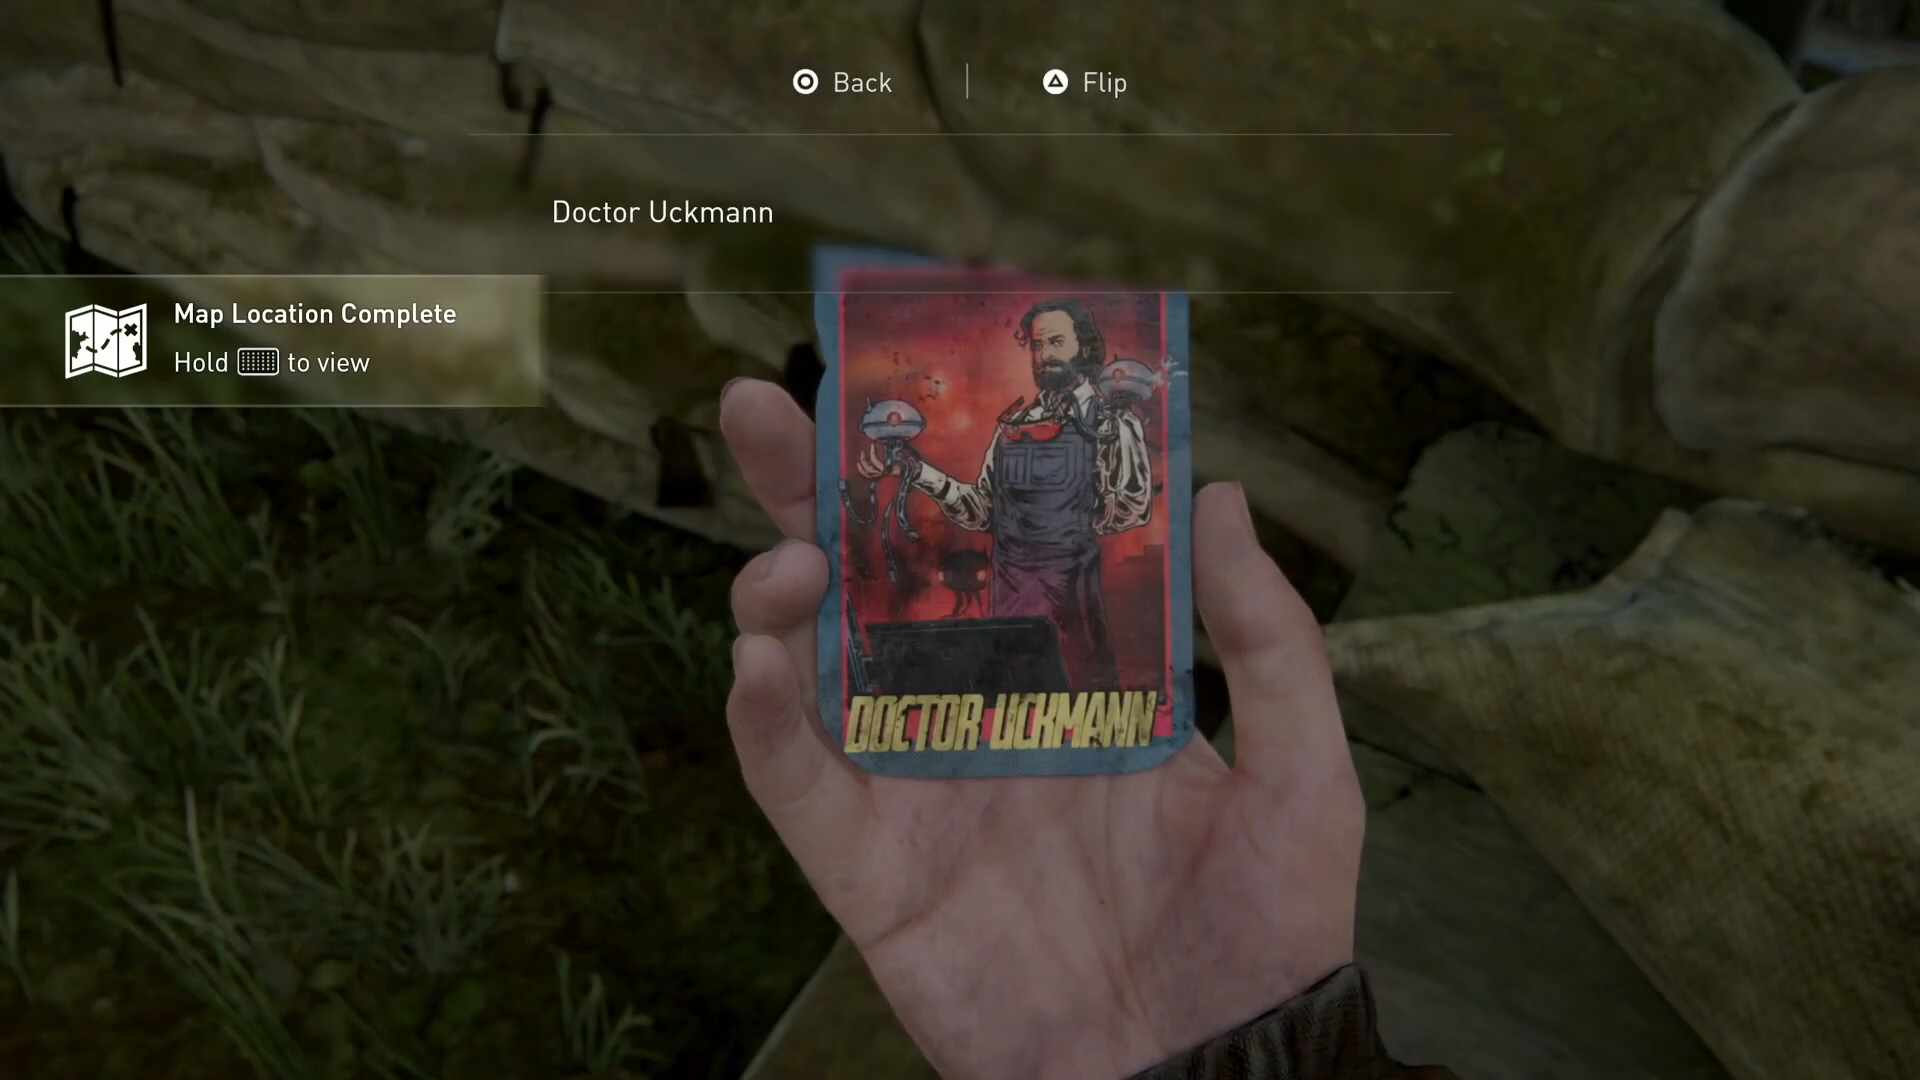 Back
Flip
Doctor Uckmann
Map Location Complete
Hold to view
DOCTOR UCKMANN